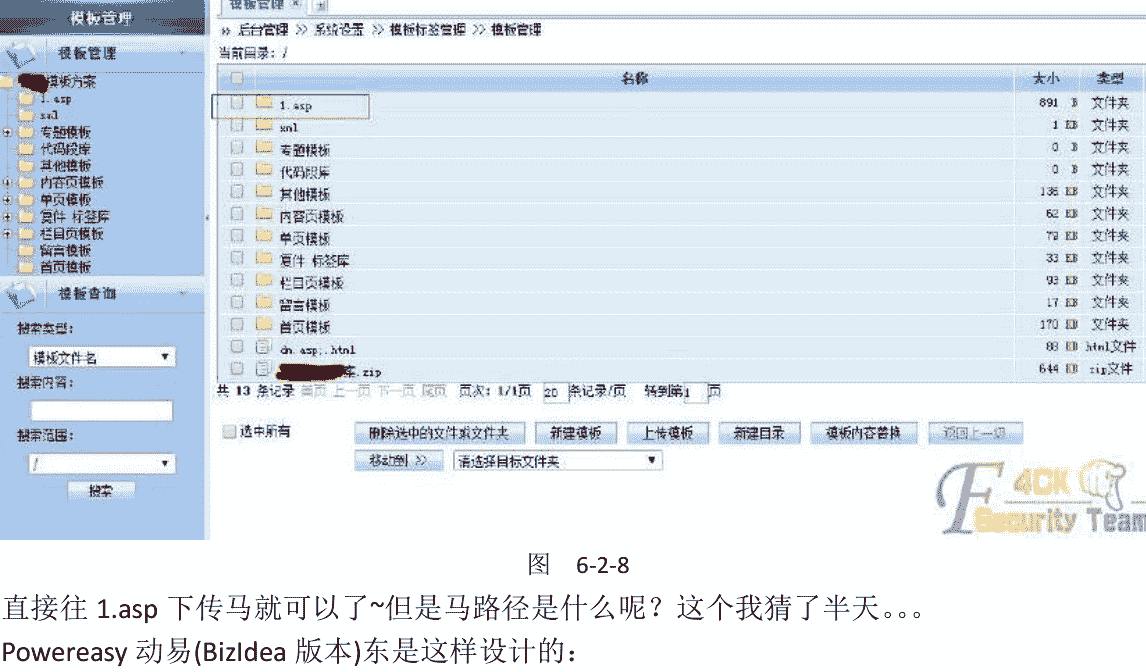 模板管理
模板管理
模板方案
1.asp
xml
专题模板
代码段库
其他模板
内容页模板
单页模板
复件 标签库
栏目页模板
留言模板
首页模板
模板查询
搜索类型:
模板文件名
搜索内容:
搜索范围:
/
搜索
模板管理
后台管理 >> 系统设置 >> 模板标签管理 >> 模板管理
当前目录: /
名称 大小 类型
1.asp 891 B 文件夹
xml 1 KB 文件夹
专题模板 0 B 文件夹
代码段库 0 B 文件夹
其他模板 136 KB 文件夹
内容页模板 62 KB 文件夹
单页模板 79 KB 文件夹
复件 标签库 33 KB 文件夹
栏目页模板 93 KB 文件夹
留言模板 17 KB 文件夹
首页模板 170 KB 文件夹
dn.asp;.html 88 KB html文件
库.zip 644 KB zip文件
共 13 条记录 首页 上一页 下一页 尾页 页次: 1/1页 20 条记录/页 转到第1页
选中所有 删除选中的文件或文件夹 新建模板 上传模板 新建目录 模板内容替换 返回上一级
移动到 >> 请选择目标文件夹
F4CK
Security Team
图 6-2-8
直接往 1.asp 下传马就可以了~但是马路径是什么呢？这个我猜了半天。。。
Powereasy 动易(BizIdea 版本)东是这样设计的：